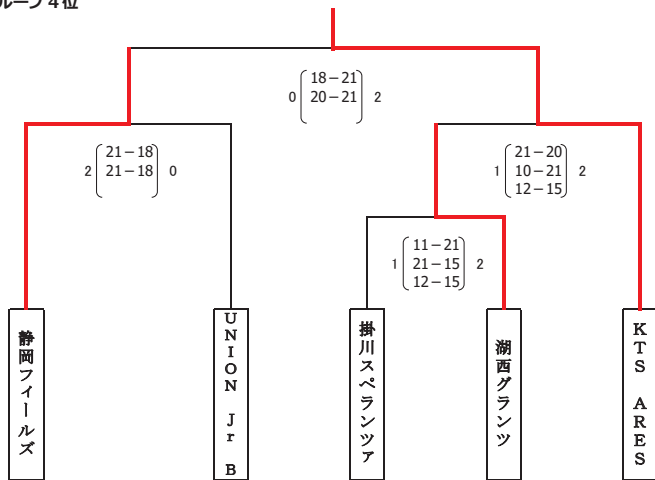 ループ4位
18－21
0 20－21 2
21－18
2 21－18 0
21－20
1 10－21 2
12－15
11－21
1 21－15 2
12－15
静岡フィールズ
UNION Jr B
掛川スペランツァ
湖西グランツ
KTS ARES